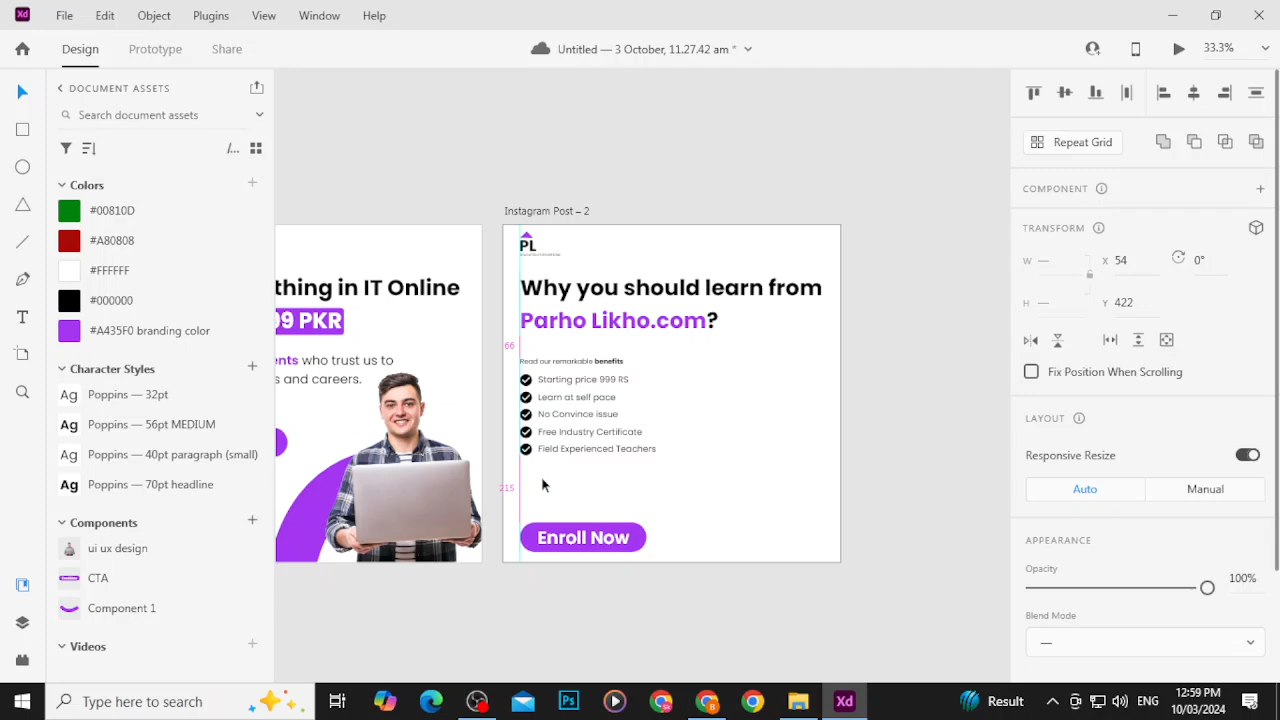 File Edit Object Plugins View Window Help
Design Prototype Share
Untitled — 3 October, 11.27.42 am *
33.3%
DOCUMENT ASSETS
Search document assets
Colors
#00810D
#A80808
#FFFFFF
#000000
#A435F0 branding color
Character Styles
Ag Poppins — 32pt
Ag Poppins — 56pt MEDIUM
Ag Poppins — 40pt paragraph (small)
Ag Poppins — 70pt headline
Components
ui ux design
CTA
Component 1
Videos
thing in IT Online
99 PKR
ents who trust us to
s and careers.
Instagram Post – 2
PL
Why you should learn from
Parho Likho.com?
66
Read our remarkable benefits
Starting price 999 RS
Learn at self pace
No Convince issue
Free Industry Certificate
Field Experienced Teachers
215
Enroll Now
Repeat Grid
COMPONENT
TRANSFORM
W — X 54 0°
H — Y 422
Fix Position When Scrolling
LAYOUT
Responsive Resize
Auto Manual
APPEARANCE
Opacity
100%
Blend Mode
—
Type here to search
Ps
Xd
Result
ENG
12:59 PM
10/03/2024